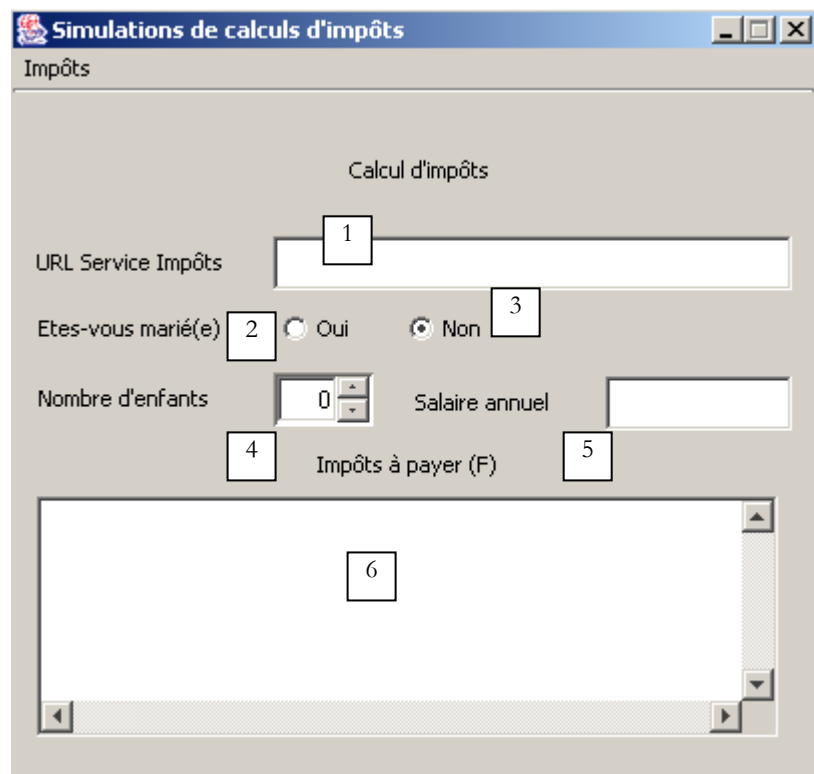 Simulations de calculs d'impôts
Impôts
Calcul d'impôts
1
URL Service Impôts
3
Etes-vous marié(e) 2 Oui Non
Nombre d'enfants 0 Salaire annuel
4 Impôts à payer (F) 5
6